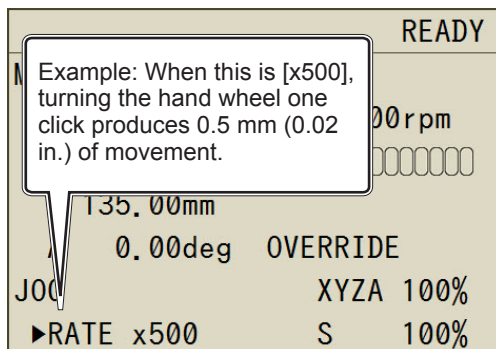 READY
Example: When this is [x500],
turning the hand wheel one
click produces 0.5 mm (0.02
in.) of movement.
rpm
135.00mm
0.00deg OVERRIDE
XYZA 100%
▶RATE x500 S 100%